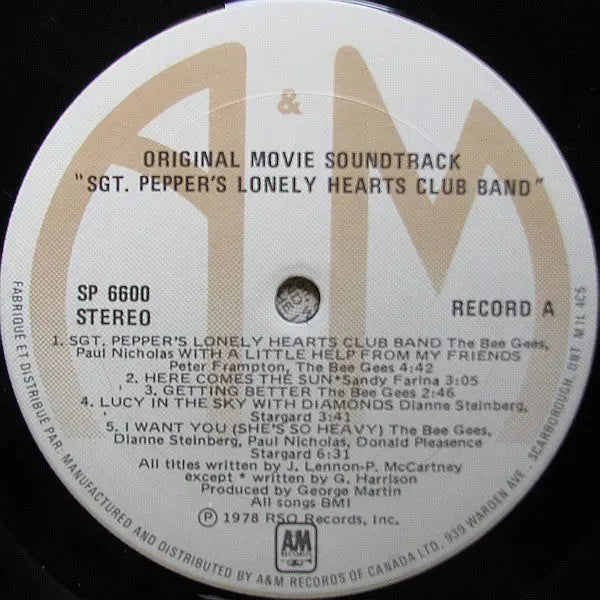 A & M
ORIGINAL MOVIE SOUNDTRACK
"SGT. PEPPER'S LONELY HEARTS CLUB BAND"
SP 6600
STEREO
RECORD A
1. SGT. PEPPER'S LONELY HEARTS CLUB BAND The Bee Gees,
Paul Nicholas WITH A LITTLE HELP FROM MY FRIENDS
Peter Frampton, The Bee Gees 4:42
2. HERE COMES THE SUN*Sandy Farina 3:05
3. GETTING BETTER The Bee Gees 2:46
4. LUCY IN THE SKY WITH DIAMONDS Dianne Steinberg,
Stargard 3:41
5. I WANT YOU (SHE'S SO HEAVY) The Bee Gees,
Dianne Steinberg, Paul Nicholas, Donald Pleasence
Stargard 6:31
All titles written by J. Lennon-P. McCartney
except * written by G. Harrison
Produced by George Martin
All songs BMI
Ⓟ 1978 RSO Records, Inc.
A&M
RECORDS
FABRIQUÉ ET DISTRIBUÉ PAR: MANUFACTURED AND DISTRIBUTED BY A&M RECORDS OF CANADA LTD. 939 WARDEN AVE. SCARBOROUGH, ONT. M1L 4C5